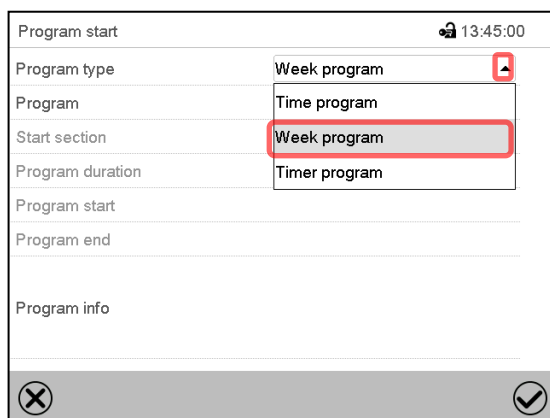 Program start 13:45:00
Program type Week program
Program Time program
Start section Week program
Program duration Timer program
Program start
Program end
Program info